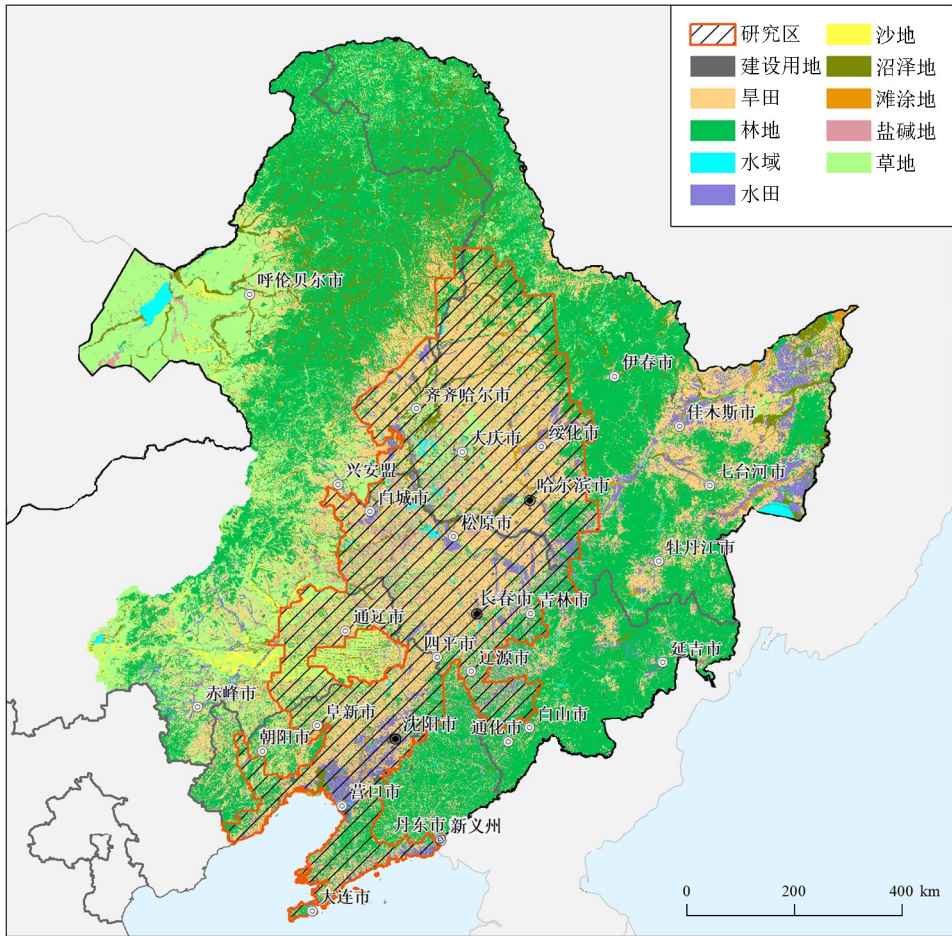 研究区
建设用地
旱田
林地
水域
水田
沙地
沼泽地
滩涂地
盐碱地
草地
呼伦贝尔市
伊春市
齐齐哈尔市
佳木斯市
大庆市
绥化市
兴安盟
七台河市
白城市
哈尔滨市
松原市
牡丹江市
长春市
吉林市
通辽市
四平市
辽源市
延吉市
赤峰市
阜新市
沈阳市
白山市
朝阳市
通化市
营口市
丹东市
新义州
大连市
0 200 400 km